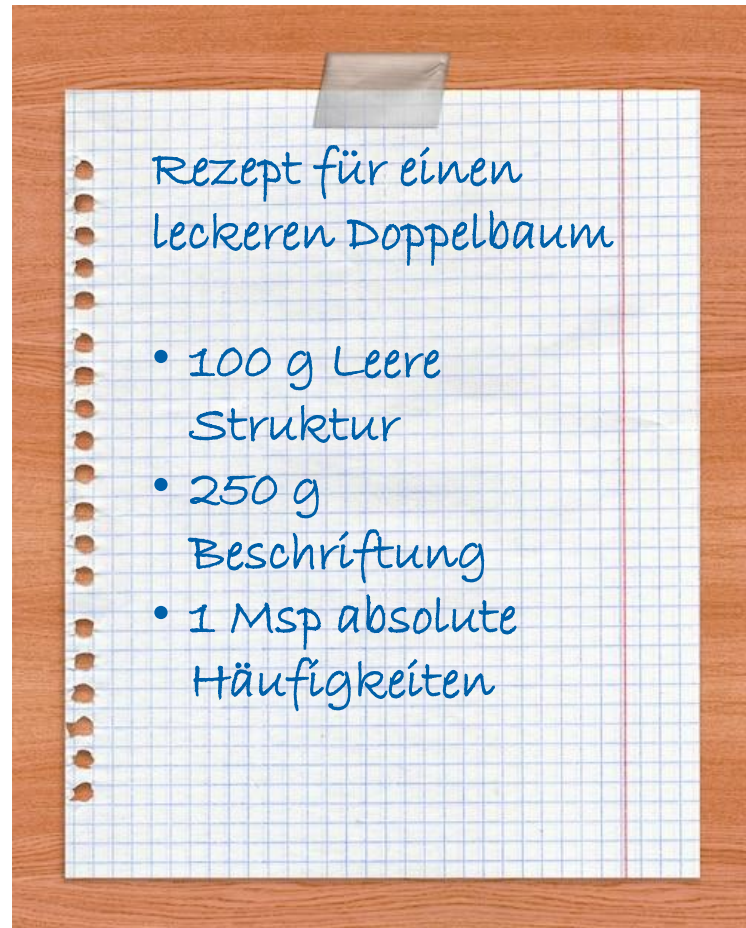 Rezept für einen
leckeren Doppelbaum
• 100 g Leere
Struktur
• 250 g
Beschriftung
• 1 Msp absolute
Häufigkeiten